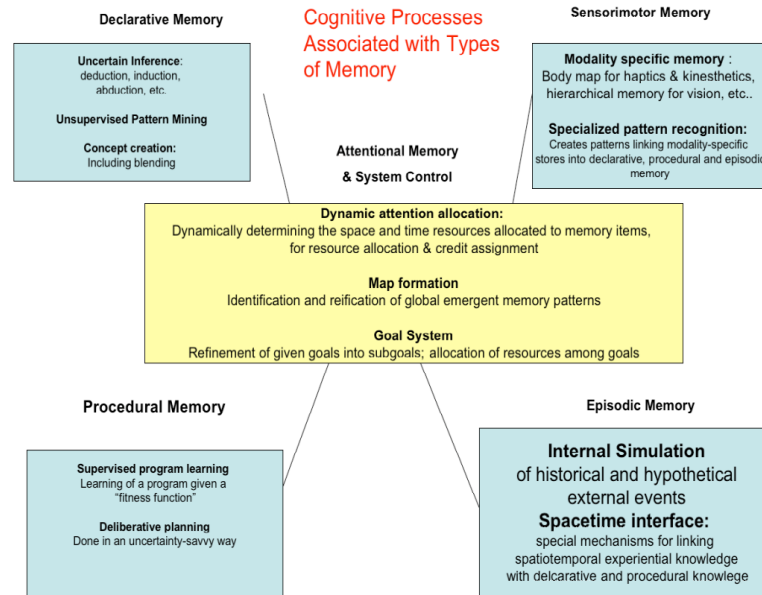 Declarative Memory
Cognitive Processes
Associated with Types
of Memory
Sensorimotor Memory
Uncertain Inference:
deduction, induction,
abduction, etc.
Unsupervised Pattern Mining
Concept creation:
Including blending
Modality specific memory :
Body map for haptics & kinesthetics,
hierarchical memory for vision, etc..
Specialized pattern recognition:
Creates patterns linking modality-specific
stores into declarative, procedural and episodic
memory
Attentional Memory
& System Control
Dynamic attention allocation:
Dynamically determining the space and time resources allocated to memory items,
for resource allocation & credit assignment
Map formation
Identification and reification of global emergent memory patterns
Goal System
Refinement of given goals into subgoals; allocation of resources among goals
Procedural Memory
Episodic Memory
Supervised program learning
Learning of a program given a
“fitness function”
Deliberative planning
Done in an uncertainty-savvy way
Internal Simulation
of historical and hypothetical
external events
Spacetime interface:
special mechanisms for linking
spatiotemporal experiential knowledge
with delcarative and procedural knowlege